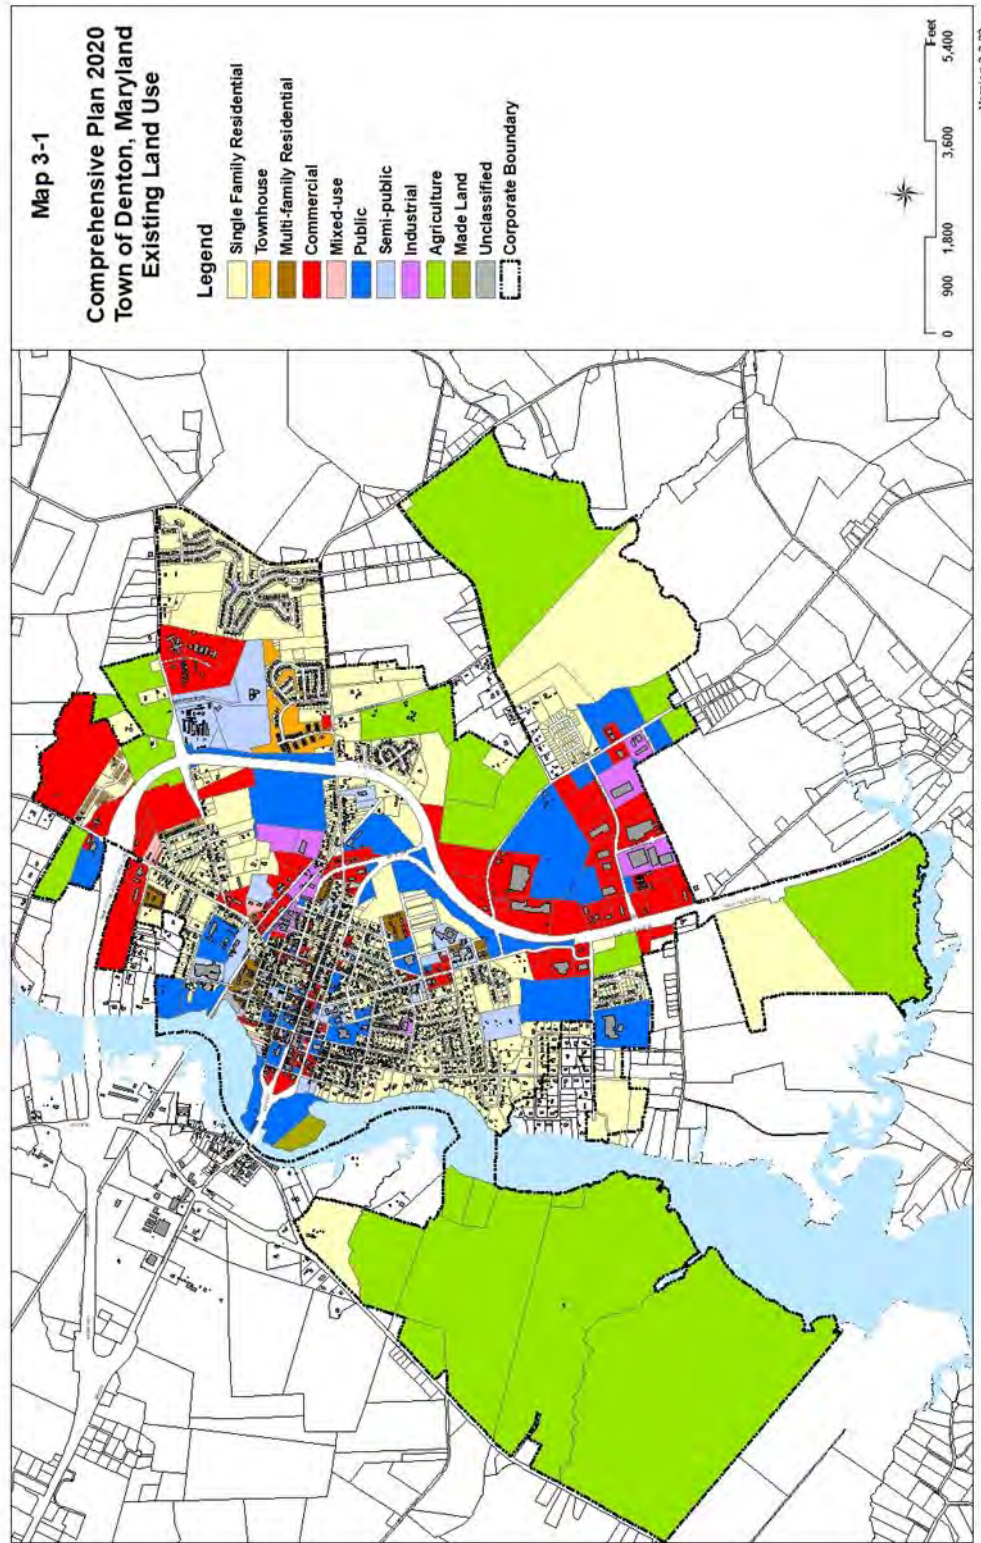 Map 3-1
Comprehensive Plan 2020
Town of Denton, Maryland
Existing Land Use
Legend
Single Family Residential
Townhouse
Multi-family Residential
Commercial
Mixed-use
Public
Semi-public
Industrial
Agriculture
Made Land
Unclassified
Corporate Boundary
Feet
0 900 1,800 3,600 5,400